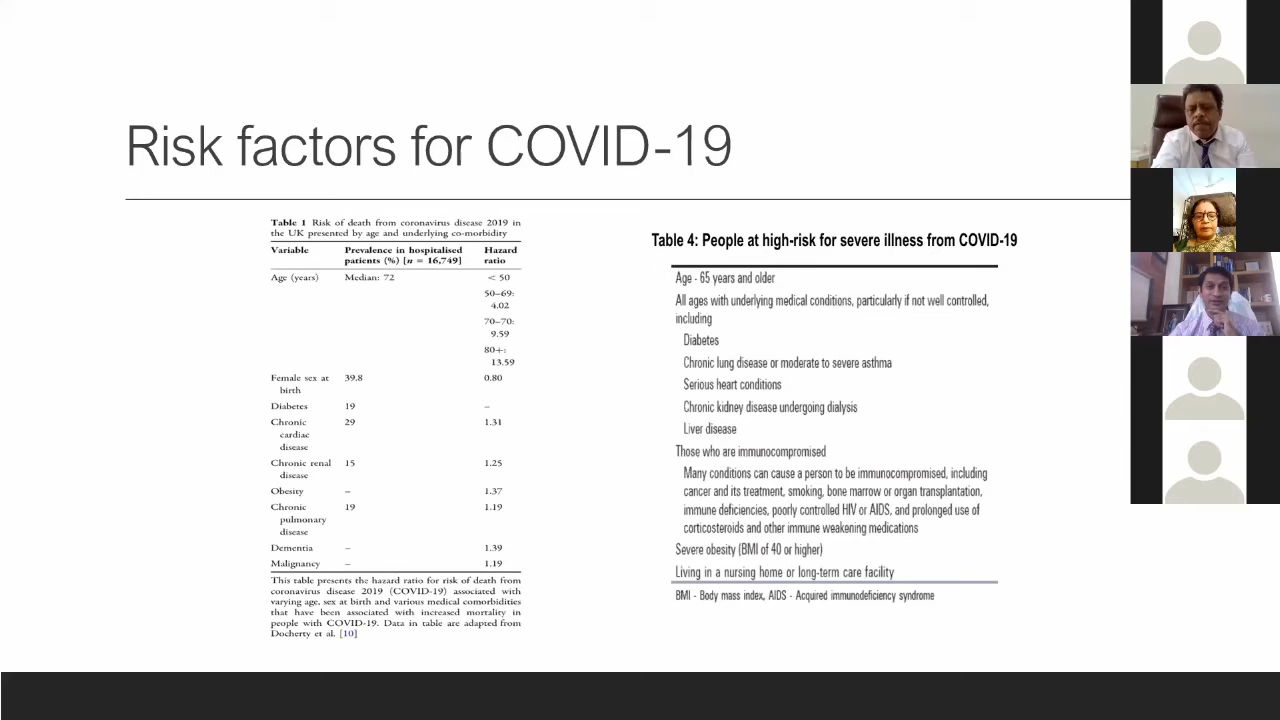 Risk factors for COVID-19
Table 1 Risk of death from coronavirus disease 2019 in
the UK presented by age and underlying co-morbidity
Variable Prevalence in hospitalised Hazard
patients (%) [n = 16,749] ratio
Age (years) Median: 72 < 50
50–69:
4.02
70–70:
9.59
80+:
13.59
Female sex at 39.8 0.80
birth
Diabetes 19 –
Chronic 29 1.31
cardiac
disease
Chronic renal 15 1.25
disease
Obesity – 1.37
Chronic 19 1.19
pulmonary
disease
Dementia – 1.39
Malignancy – 1.19
This table presents the hazard ratio for risk of death from
coronavirus disease 2019 (COVID-19) associated with
varying age, sex at birth and various medical comorbidities
that have been associated with increased mortality in
people with COVID-19. Data in table are adapted from
Docherty et al. [10]
Table 4: People at high-risk for severe illness from COVID-19
Age - 65 years and older
All ages with underlying medical conditions, particularly if not well controlled,
including
Diabetes
Chronic lung disease or moderate to severe asthma
Serious heart conditions
Chronic kidney disease undergoing dialysis
Liver disease
Those who are immunocompromised
Many conditions can cause a person to be immunocompromised, including
cancer and its treatment, smoking, bone marrow or organ transplantation,
immune deficiencies, poorly controlled HIV or AIDS, and prolonged use of
corticosteroids and other immune weakening medications
Severe obesity (BMI of 40 or higher)
Living in a nursing home or long-term care facility
BMI - Body mass index, AIDS - Acquired immunodeficiency syndrome